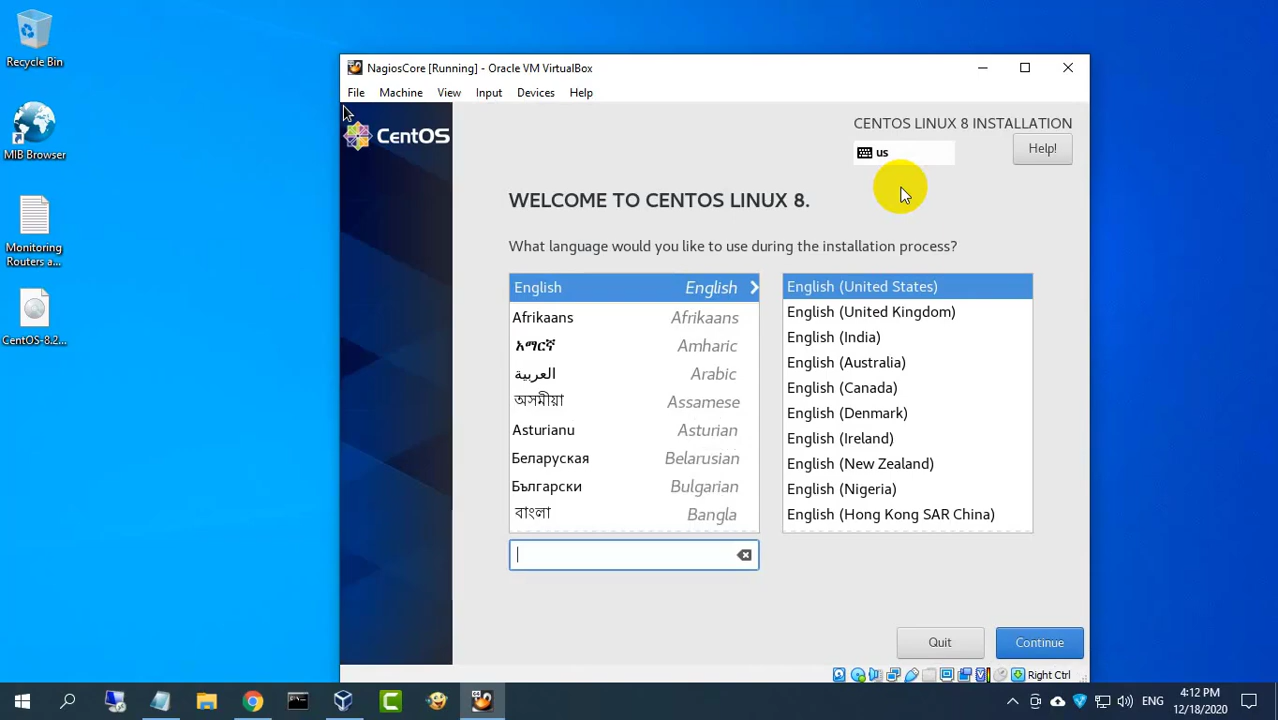 Recycle Bin
MIB Browser
Monitoring
Routers a...
CentOS-8.2...
NagiosCore [Running] - Oracle VM VirtualBox
File Machine View Input Devices Help
CentOS
CENTOS LINUX 8 INSTALLATION
us
Help!
WELCOME TO CENTOS LINUX 8.
What language would you like to use during the installation process?
English English
Afrikaans Afrikaans
አማርኛ Amharic
العربية Arabic
অসমীয়া Assamese
Asturianu Asturian
Беларуская Belarusian
Български Bulgarian
বাংলা Bangla
English (United States)
English (United Kingdom)
English (India)
English (Australia)
English (Canada)
English (Denmark)
English (Ireland)
English (New Zealand)
English (Nigeria)
English (Hong Kong SAR China)
Quit
Continue
Right Ctrl
ENG
4:12 PM
12/18/2020